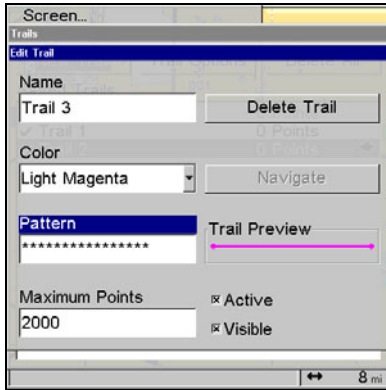 Screen...
Trails
Edit Trail
Name
Trail 3
Delete Trail
Color
Light Magenta
Navigate
Pattern
****************
Trail Preview
Maximum Points
2000
Active
Visible
8 mi